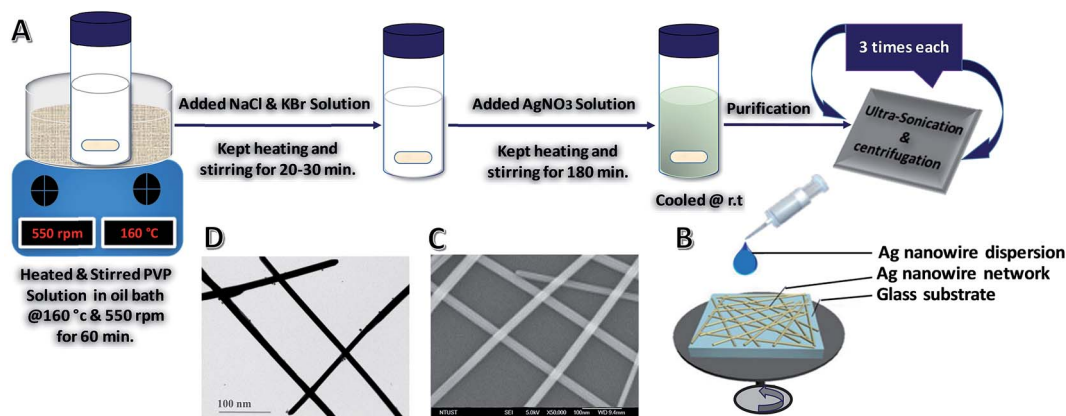 A
Added NaCl & KBr Solution
Kept heating and
stirring for 20-30 min.
Added AgNO3 Solution
Kept heating and
stirring for 180 min.
Cooled @ r.t
Purification
3 times each
Ultra-Sonication
&
centrifugation
550 rpm
160 °C
Heated & Stirred PVP
Solution in oil bath
@160 °c & 550 rpm
for 60 min.
D
100 nm
C
NTUST SEI 5.0kV X50,000 100nm WD 9.4mm
B
Ag nanowire dispersion
Ag nanowire network
Glass substrate